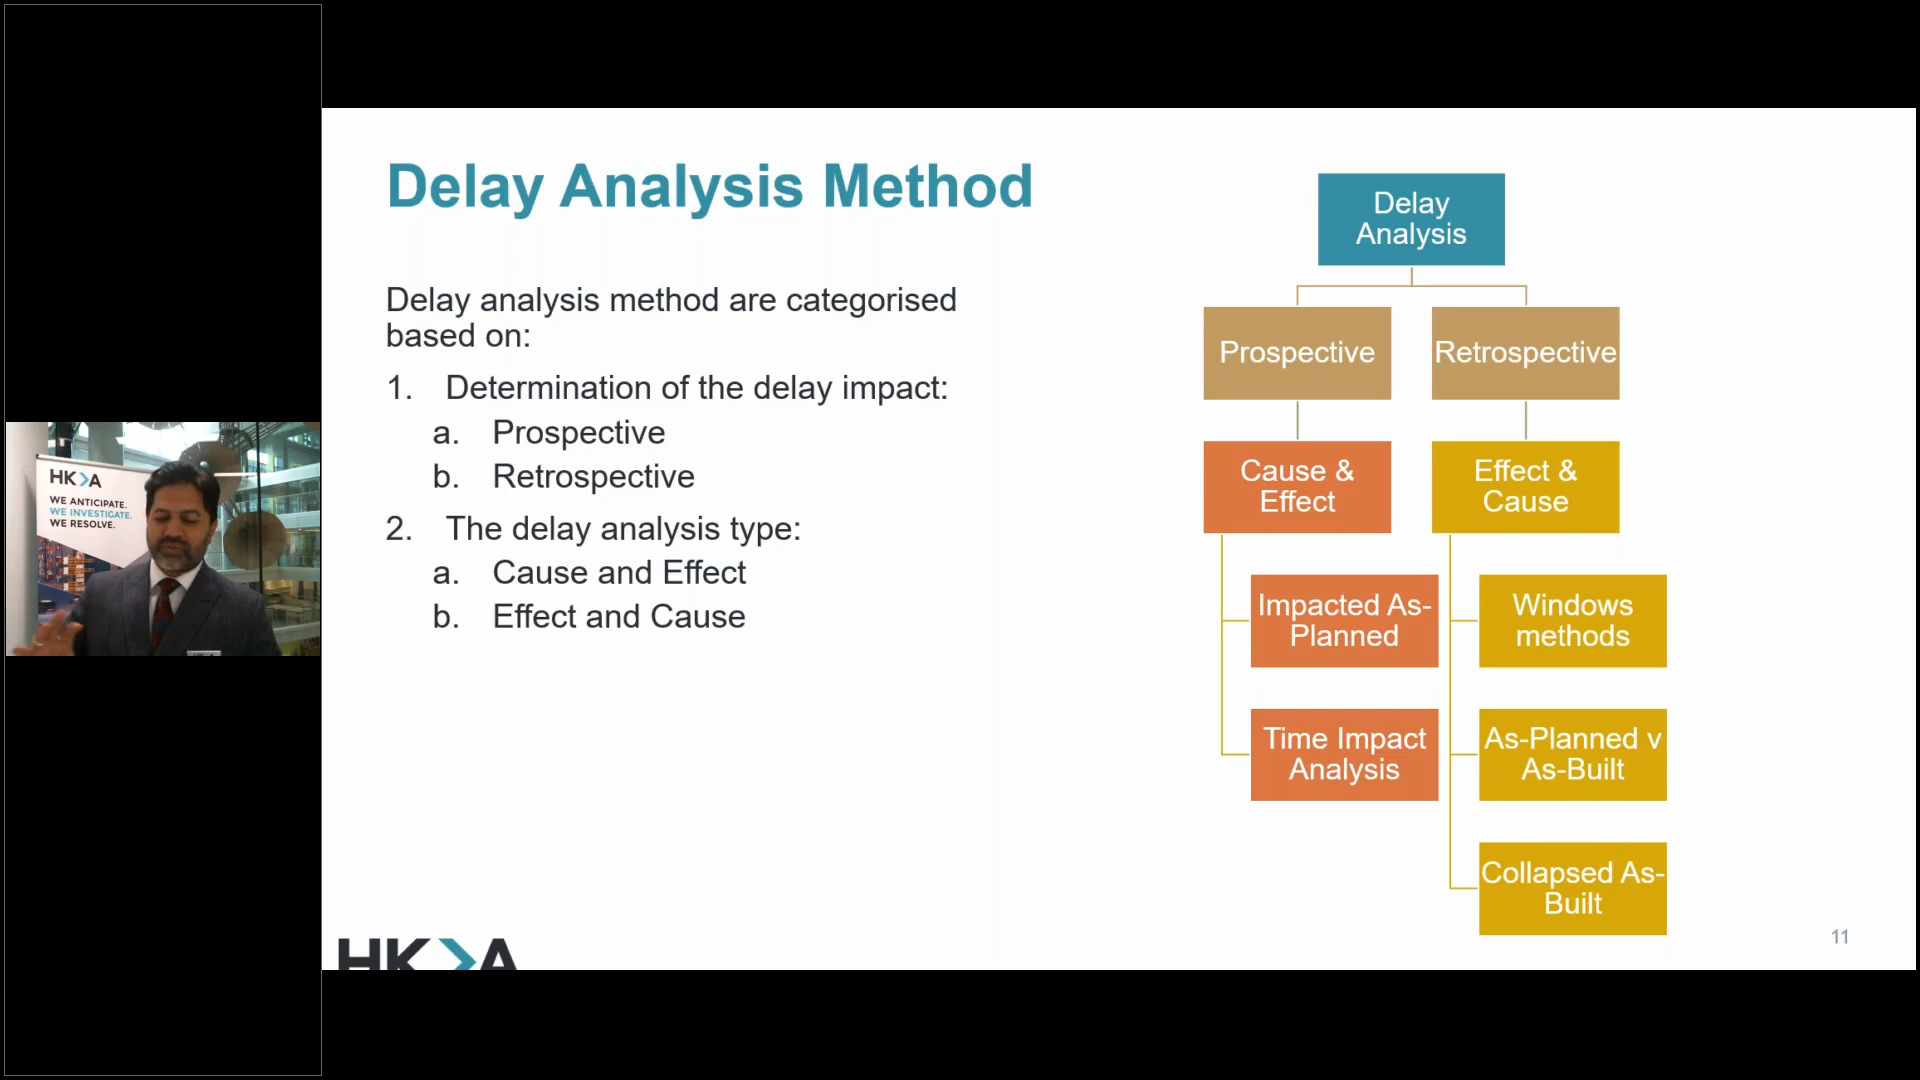 HKA
WE ANTICIPATE.
WE INVESTIGATE.
WE RESOLVE.
Delay Analysis Method
Delay analysis method are categorised
based on:
1. Determination of the delay impact:
a. Prospective
b. Retrospective
2. The delay analysis type:
a. Cause and Effect
b. Effect and Cause
Delay
Analysis
Prospective
Retrospective
Cause &
Effect
Effect &
Cause
Impacted As-
Planned
Windows
methods
Time Impact
Analysis
As-Planned v
As-Built
Collapsed As-
Built
HKA
11